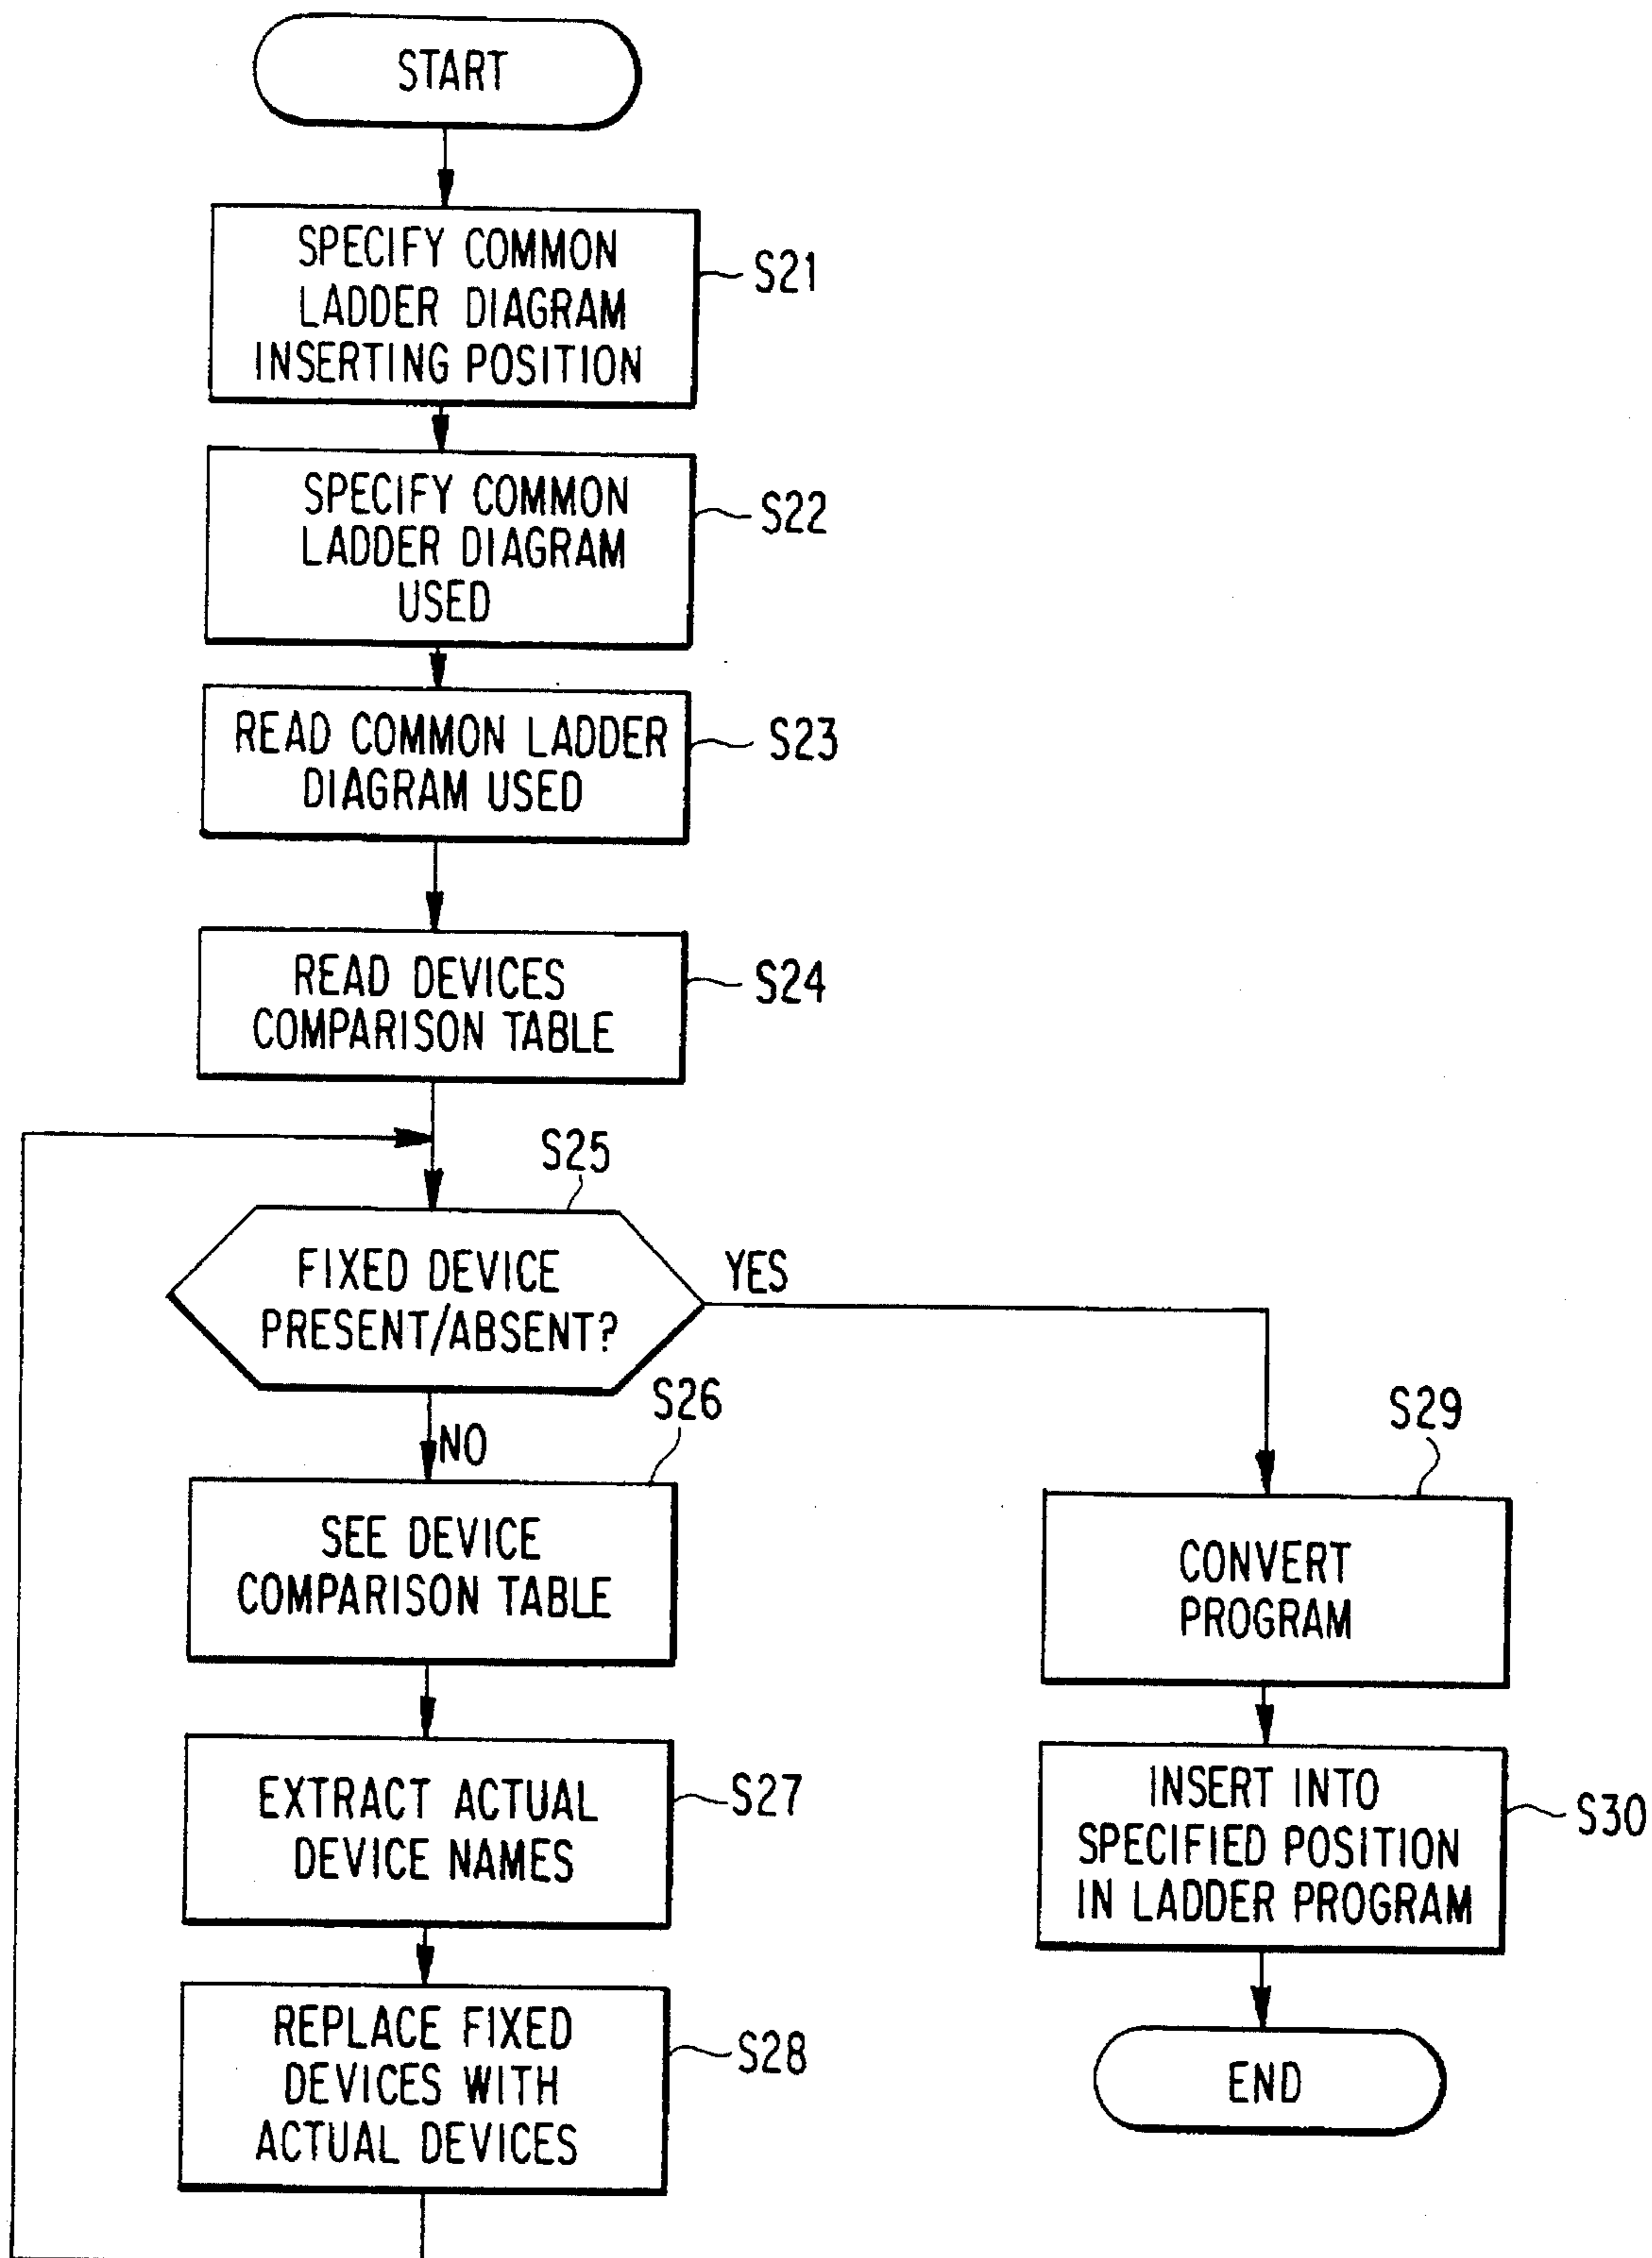 START
SPECIFY COMMON
LADDER DIAGRAM
INSERTING POSITION
S21
SPECIFY COMMON
LADDER DIAGRAM
USED
S22
READ COMMON LADDER
DIAGRAM USED
S23
READ DEVICES
COMPARISON TABLE
S24
S25
FIXED DEVICE
PRESENT/ABSENT?
YES
NO
S26
SEE DEVICE
COMPARISON TABLE
EXTRACT ACTUAL
DEVICE NAMES
S27
REPLACE FIXED
DEVICES WITH
ACTUAL DEVICES
S28
S29
CONVERT
PROGRAM
INSERT INTO
SPECIFIED POSITION
IN LADDER PROGRAM
S30
END